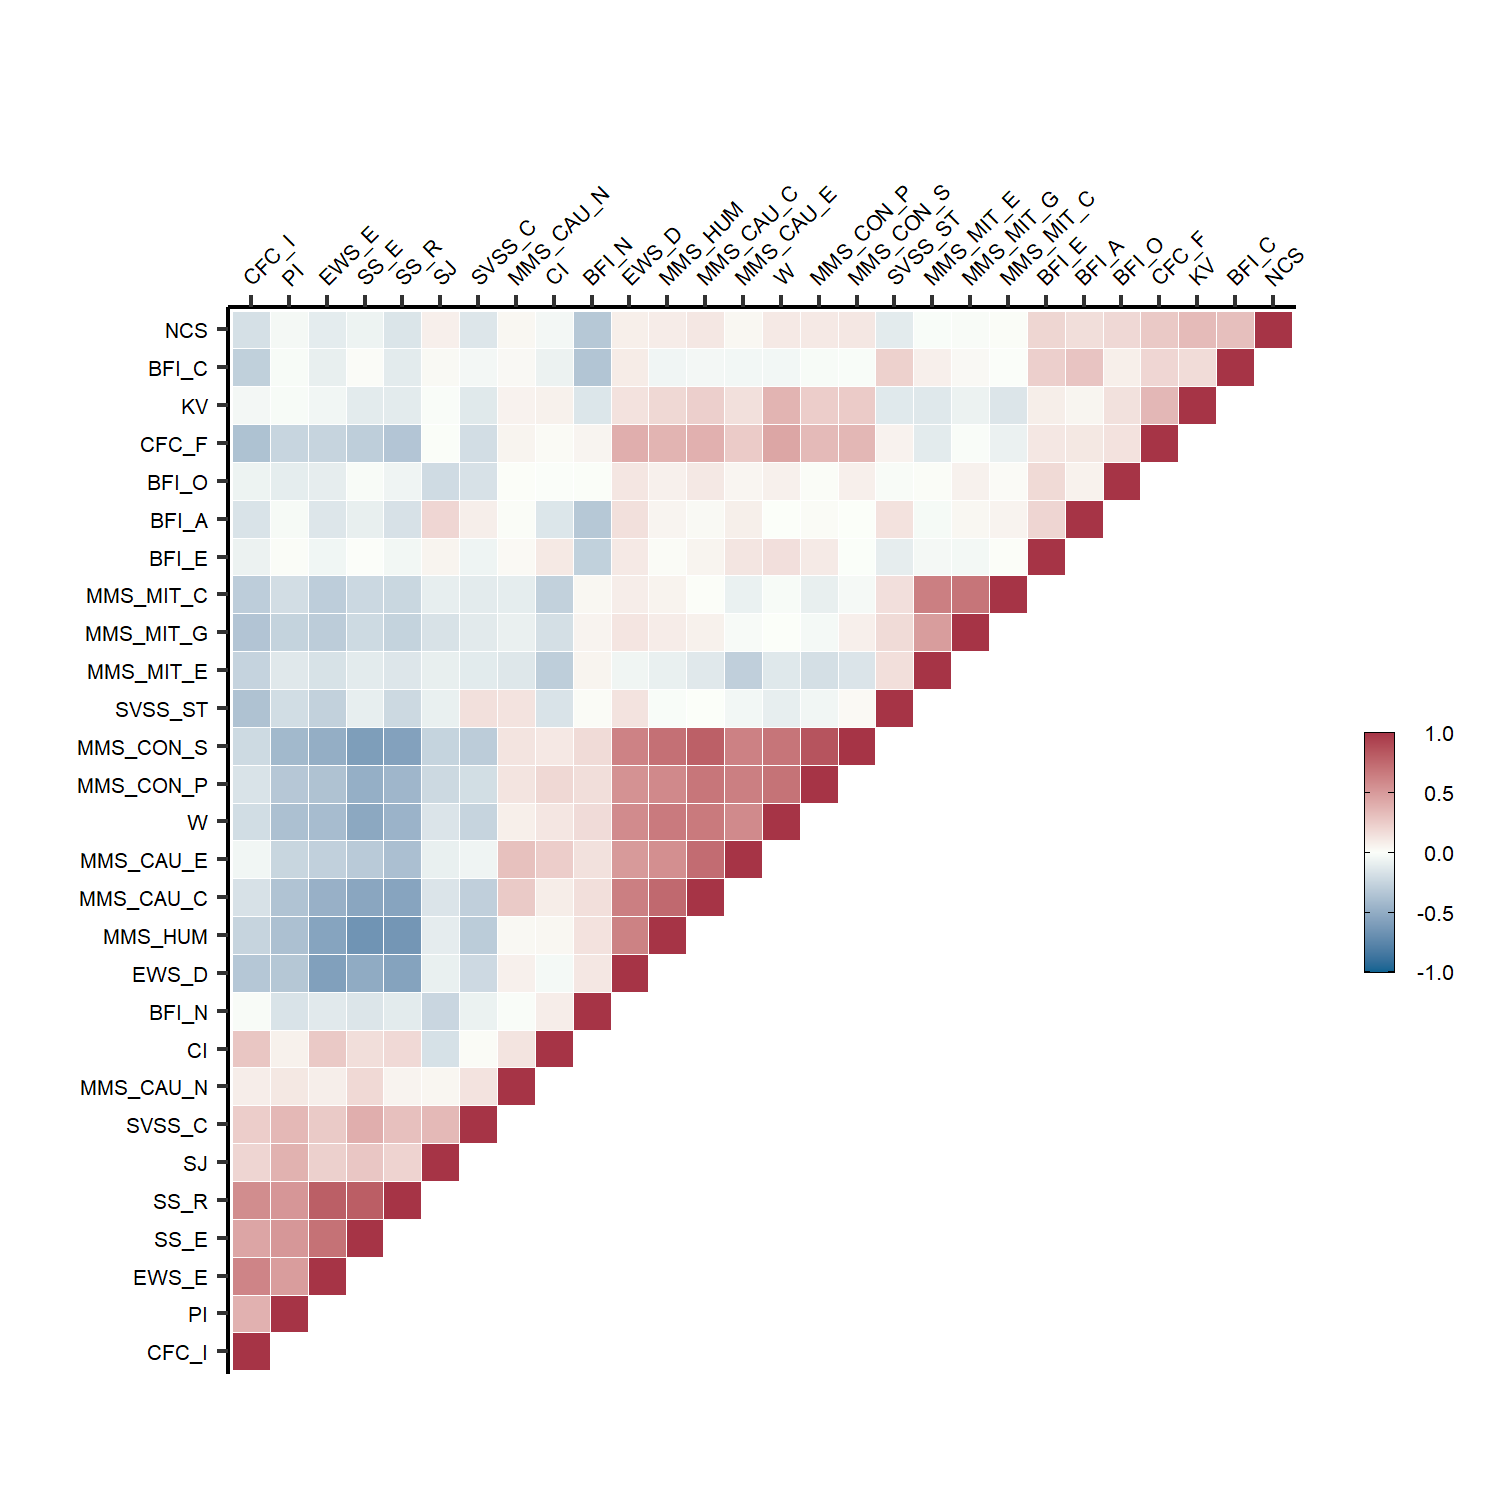 CFC_I
PI
EWS_E
SS_E
SS_R
SJ
SVSS_C
MMS_CAU_N
CI
BFI_N
EWS_D
MMS_HUM
MMS_CAU_C
MMS_CAU_E
W
MMS_CON_P
MMS_CON_S
SVSS_ST
MMS_MIT_E
MMS_MIT_G
MMS_MIT_C
BFI_E
BFI_A
BFI_O
CFC_F
KV
BFI_C
NCS
NCS
BFI_C
KV
CFC_F
BFI_O
BFI_A
BFI_E
MMS_MIT_C
MMS_MIT_G
MMS_MIT_E
SVSS_ST
MMS_CON_S
MMS_CON_P
W
MMS_CAU_E
MMS_CAU_C
MMS_HUM
EWS_D
BFI_N
CI
MMS_CAU_N
SVSS_C
SJ
SS_R
SS_E
EWS_E
PI
CFC_I
1.0
0.5
0.0
-0.5
-1.0